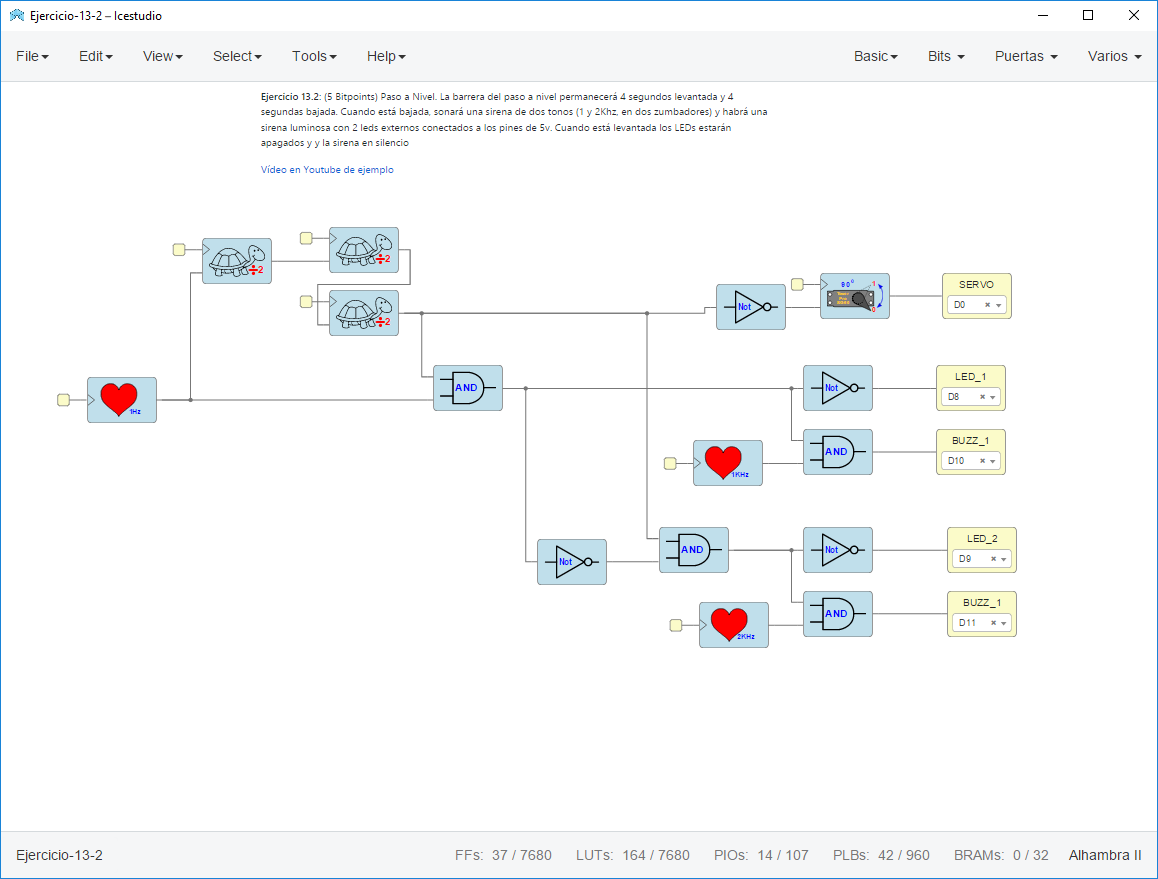 Ejercicio-13-2 – Icestudio
File Edit View Select Tools Help Basic Bits Puertas Varios
Ejercicio 13.2: (5 Bitpoints) Paso a Nivel. La barrera del paso a nivel permanecerá 4 segundos levantada y 4
segundas bajada. Cuando está bajada, sonará una sirena de dos tonos (1 y 2Khz, en dos zumbadores) y habrá una
sirena luminosa con 2 leds externos conectados a los pines de 5v. Cuando está levantada los LEDs estarán
apagados y y la sirena en silencio
Vídeo en Youtube de ejemplo
÷2
÷2
÷2
Not
90º
1
0
SERVO
D0
1Hz
AND
Not
LED_1
D8
1KHz
AND
BUZZ_1
D10
Not
AND
Not
LED_2
D9
2KHz
AND
BUZZ_1
D11
Ejercicio-13-2 FFs: 37 / 7680 LUTs: 164 / 7680 PIOs: 14 / 107 PLBs: 42 / 960 BRAMs: 0 / 32 Alhambra II